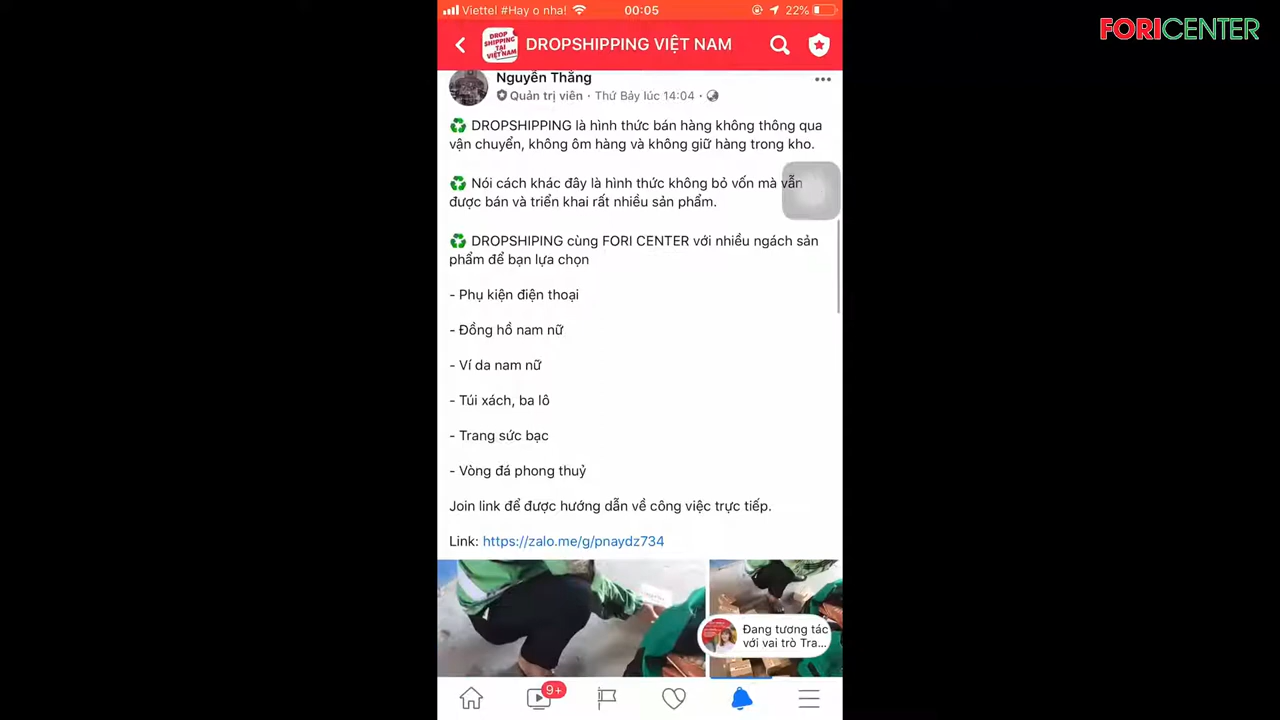 Viettel #Hay o nha!
00:05
22%
FORICENTER
DROP
SHIPPING
TẠI
VIỆT NAM
DROPSHIPPING VIỆT NAM
Nguyễn Thắng
Quản trị viên · Thứ Bảy lúc 14:04 ·
DROPSHIPPING là hình thức bán hàng không thông qua
vận chuyển, không ôm hàng và không giữ hàng trong kho.
Nói cách khác đây là hình thức không bỏ vốn mà vẫn
được bán và triển khai rất nhiều sản phẩm.
DROPSHIPING cùng FORI CENTER với nhiều ngách sản
phẩm để bạn lựa chọn
- Phụ kiện điện thoại
- Đồng hồ nam nữ
- Ví da nam nữ
- Túi xách, ba lô
- Trang sức bạc
- Vòng đá phong thuỷ
Join link để được hướng dẫn về công việc trực tiếp.
Link: https://zalo.me/g/pnaydz734
Đang tương tác
với vai trò Tra...
9+